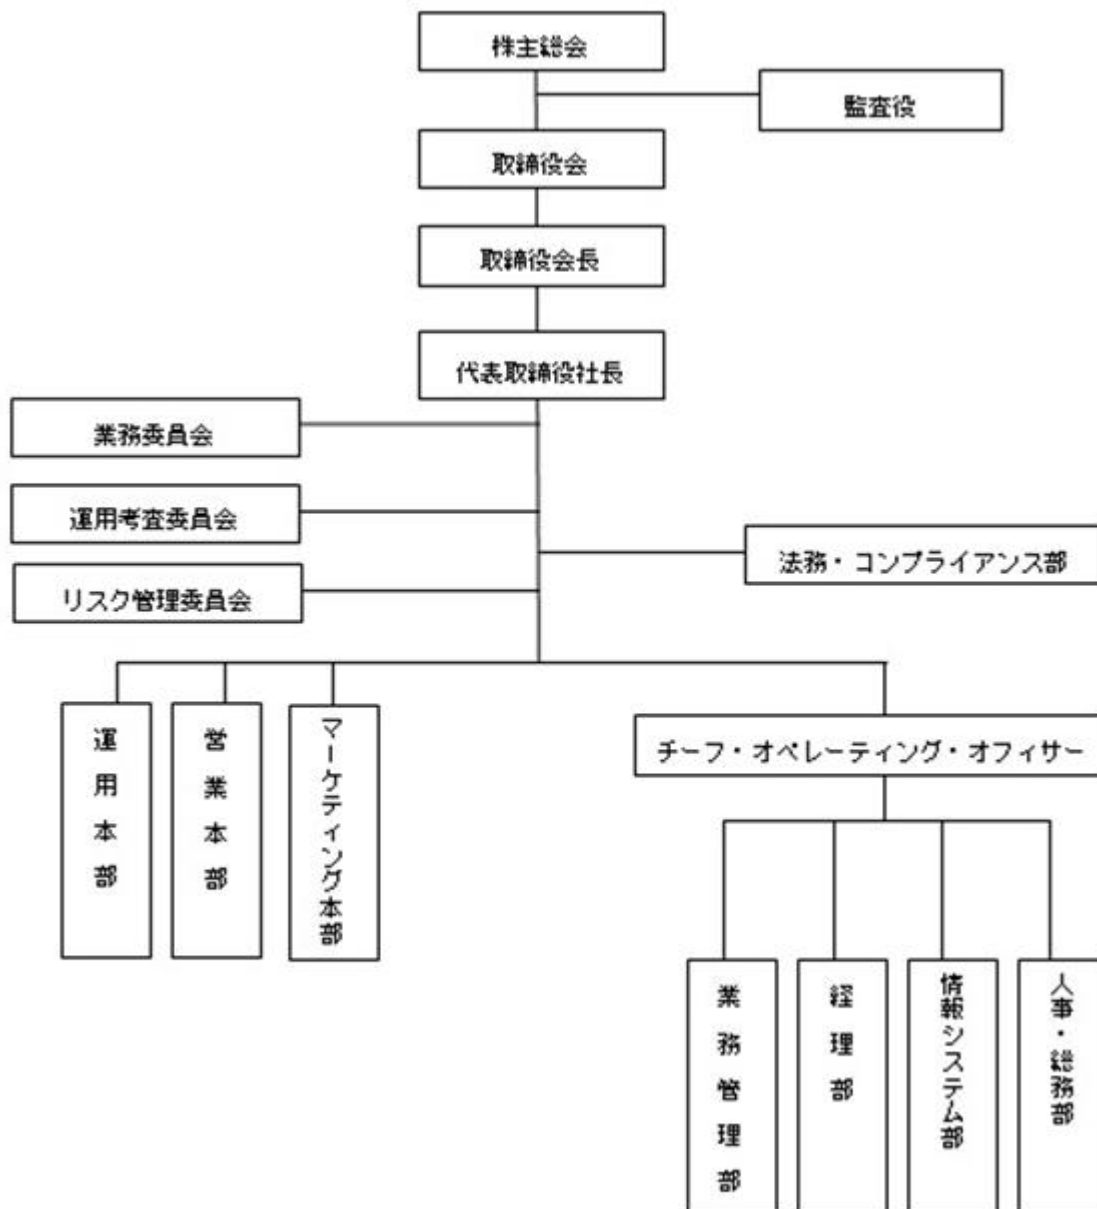 株主総会
監査役
取締役会
取締役会長
代表取締役社長
業務委員会
運用考査委員会
法務・コンプライアンス部
リスク管理委員会
運用本部
営業本部
マーケティング本部
チーフ・オペレーティング・オフィサー
業務管理部
経理部
情報システム部
人事・総務部